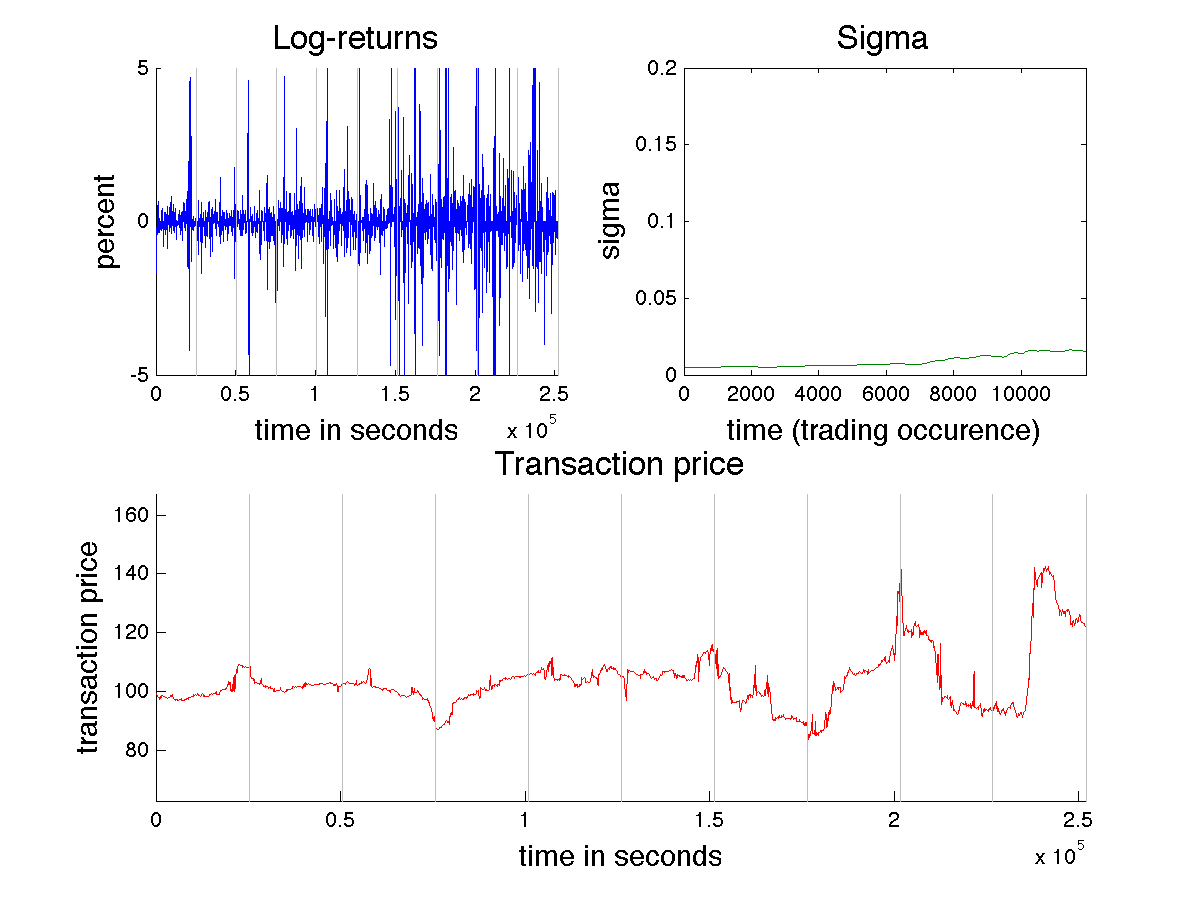 Log-returns
5
0
-5
percent
0 0.5 1 1.5 2 2.5
time in seconds
x 10^5
Sigma
0.2
0.15
0.1
0.05
0
sigma
0 2000 4000 6000 8000 10000
time (trading occurence)
Transaction price
160
140
120
100
80
transaction price
0 0.5 1 1.5 2 2.5
time in seconds
x 10^5